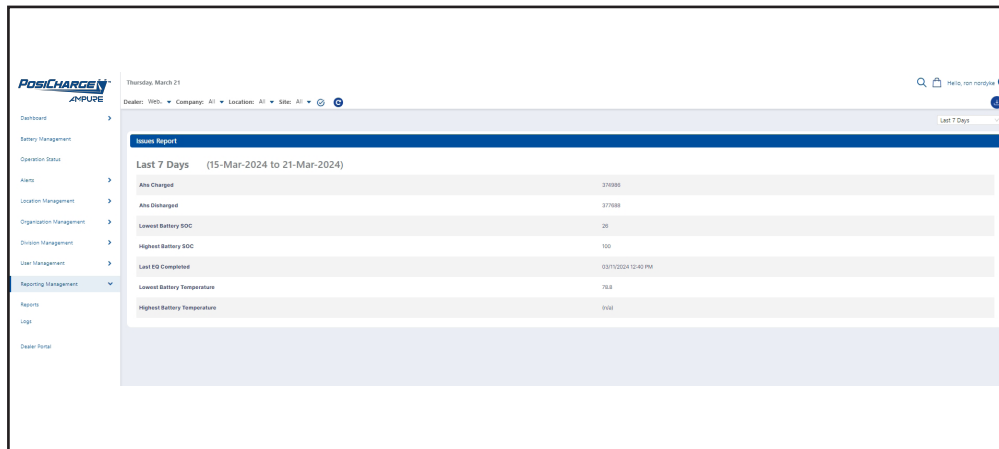 POSICHARGE
AMPURE
Thursday, March 21
Hello, ron nordyke
Dealer: Web.. Company: All Location: All Site: All
Last 7 Days
Dashboard
Battery Management
Operation Status
Alerts
Location Management
Organization Management
Division Management
User Management
Reporting Management
Reports
Logs
Dealer Portal
Issues Report
Last 7 Days (15-Mar-2024 to 21-Mar-2024)
Ahs Charged 374986
Ahs Disharged 377688
Lowest Battery SOC 28
Highest Battery SOC 100
Last EQ Completed 03/11/2024 12:40 PM
Lowest Battery Temperature 78.8
Highest Battery Temperature